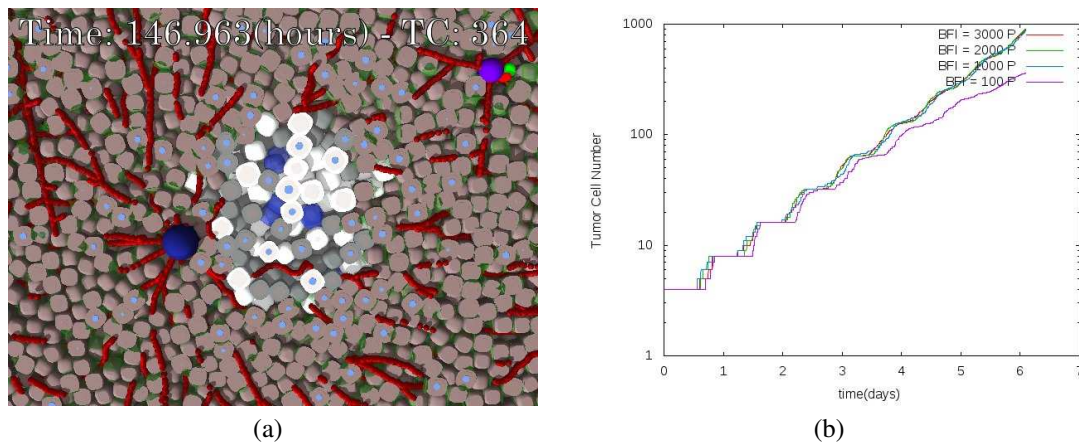 Time: 146.963(hours) - TC: 364
(a)
1000
100
10
1
Tumor Cell Number
BFI = 3000 P
BFI = 2000 P
BFI = 1000 P
BFI = 100 P
0 1 2 3 4 5 6 7
time(days)
(b)